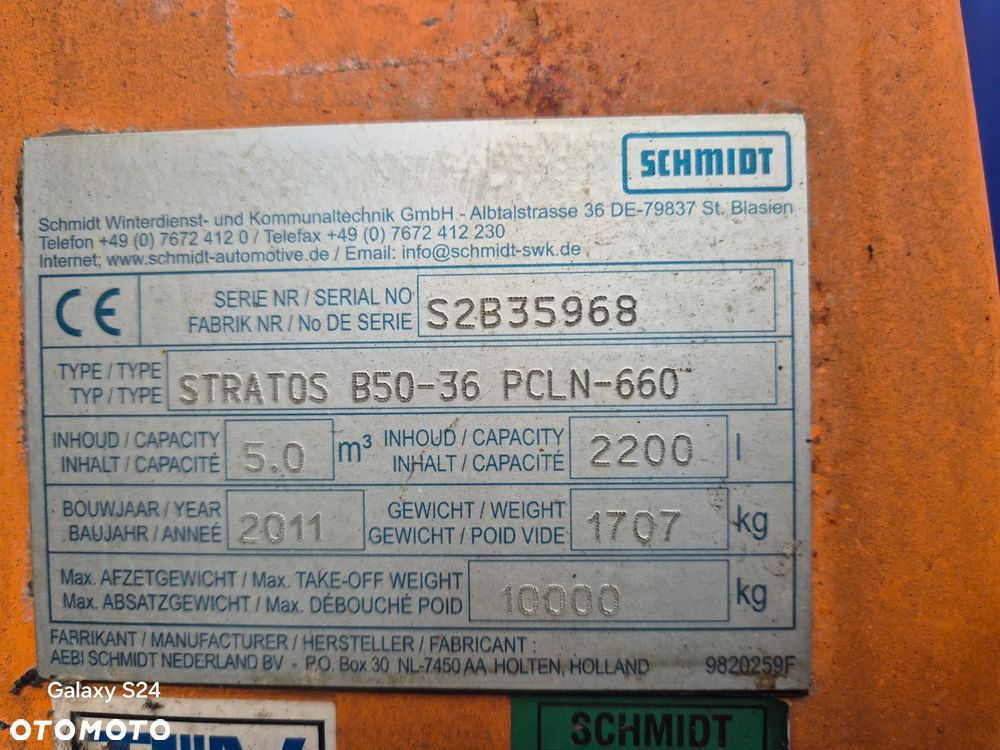 SCHMIDT
Schmidt Winterdienst- und Kommunaltechnik GmbH - Albtalstrasse 36 DE-79837 St. Blasien
Telefon +49 (0) 7672 412 0 / Telefax +49 (0) 7672 412 230
Internet; www.schmidt-automotive.de / Email: info@schmidt-swk.de
CE
SERIE NR / SERIAL NO
FABRIK NR / No DE SERIE
S2B35968
TYPE / TYPE
TYP / TYPE
STRATOS B50-36 PCLN-660
INHOUD / CAPACITY
INHALT / CAPACITÉ
5.0 m³
INHOUD / CAPACITY
INHALT / CAPACITÉ
2200 l
BOUWJAAR / YEAR
BAUJAHR / ANNEÉ
2011
GEWICHT / WEIGHT
GEWICHT / POID VIDE
1707 kg
Max. AFZETGEWICHT / Max. TAKE-OFF WEIGHT
Max. ABSATZGEWICHT / Max. DÉBOUCHÉ POID
10000 kg
FABRIKANT / MANUFACTURER / HERSTELLER / FABRICANT :
AEBI SCHMIDT NEDERLAND BV - P.O. Box 30 NL-7450 AA HOLTEN, HOLLAND
9820259F
Galaxy S24
OTOMOTO
SCHMIDT